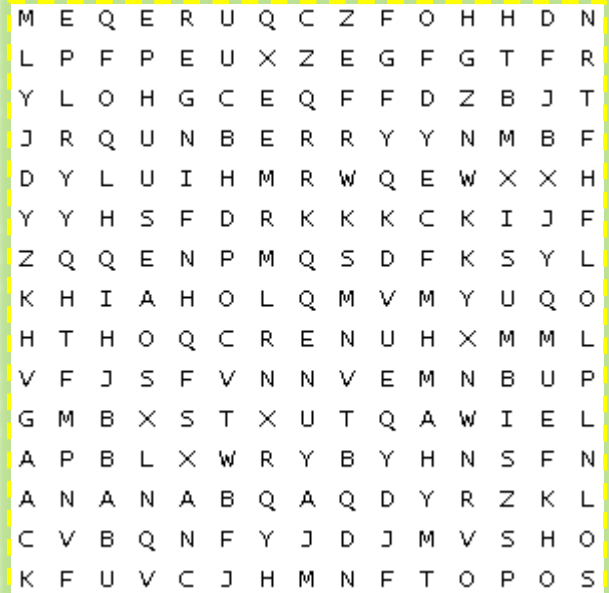 M E Q E R U Q C Z F O H H D N
L P F P E U X Z E G F G T F R
Y L O H G C E Q F F D Z B J T
J R Q U N B E R R Y Y N M B F
D Y L U I H M R W Q E W X X H
Y Y H S F D R K K K C K I J F
Z Q Q E N P M Q S D F K S Y L
K H I A H O L Q M V M Y U Q O
H T H O Q C R E N U H X M M L
V F J S F V N N V E M N B U P
G M B X S T X U T Q A W I E L
A P B L X W R Y B Y H N S F N
A N A N A B Q A Q D Y R Z K L
C V B Q N F Y J D J M V S H O
K F U V C J H M N F T O P O S